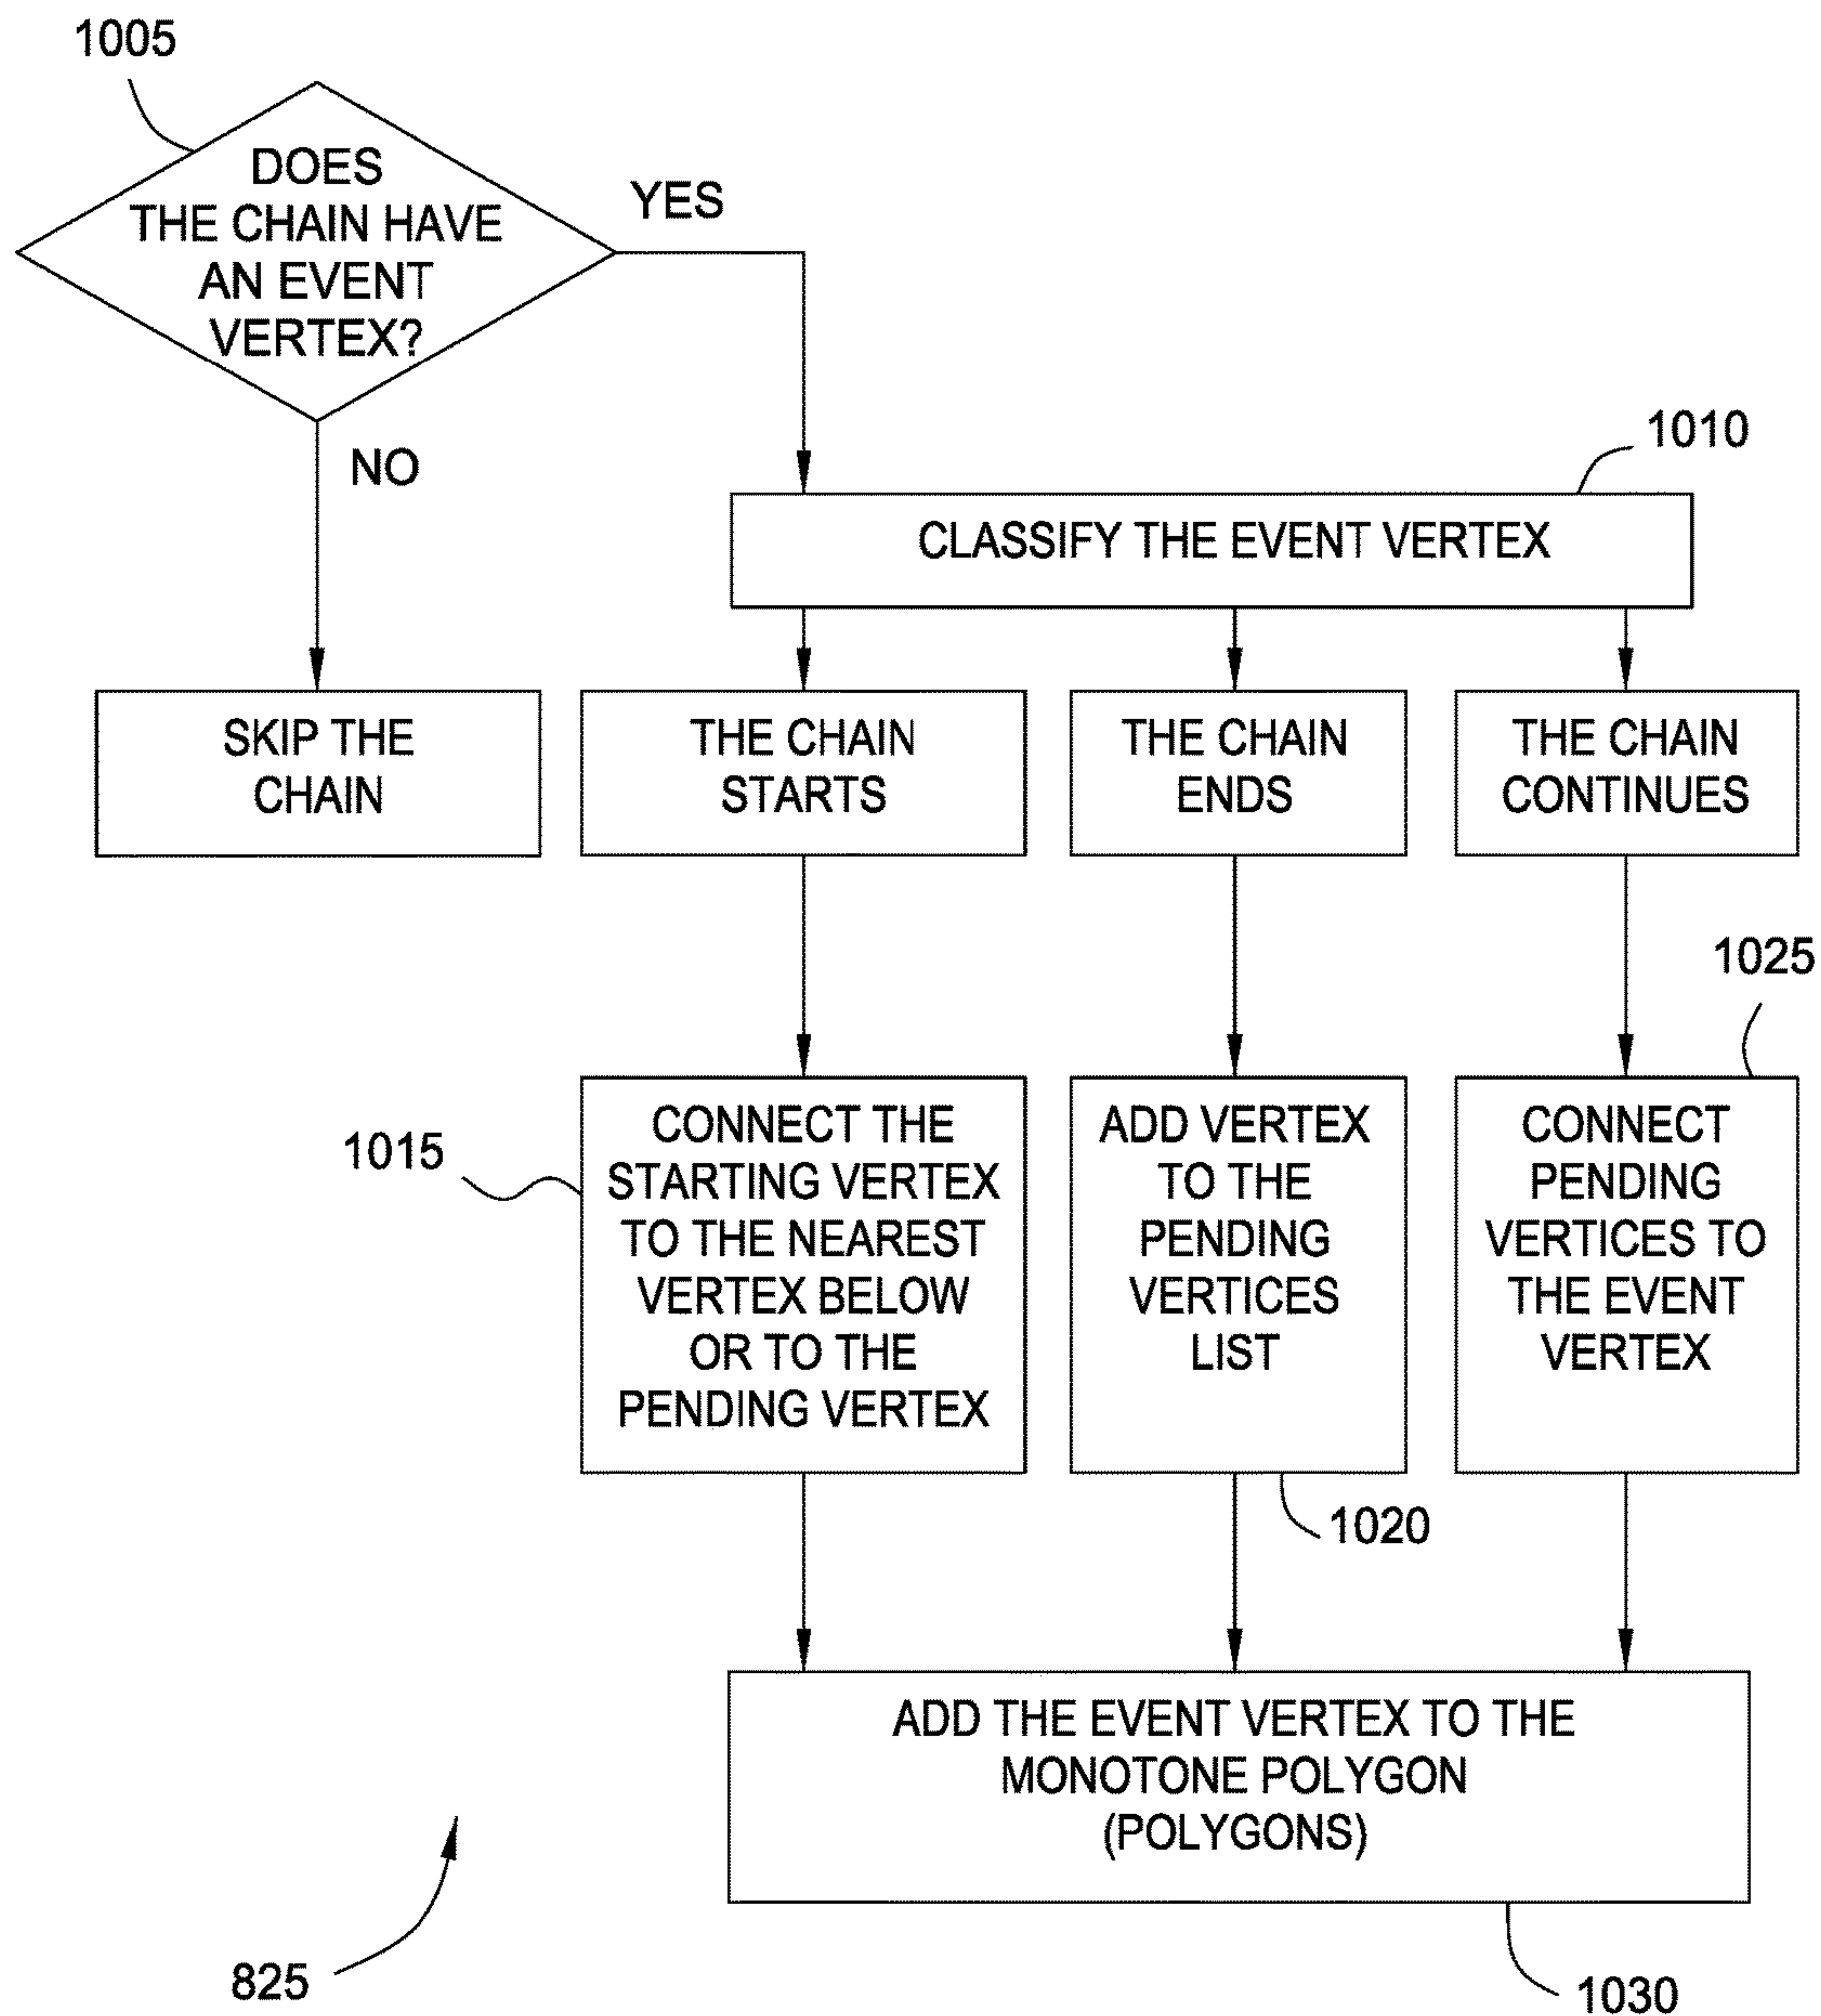 1005
DOES
THE CHAIN HAVE
AN EVENT
VERTEX?
YES
NO
1010
CLASSIFY THE EVENT VERTEX
SKIP THE
CHAIN
THE CHAIN
STARTS
THE CHAIN
ENDS
THE CHAIN
CONTINUES
1015
CONNECT THE
STARTING VERTEX
TO THE NEAREST
VERTEX BELOW
OR TO THE
PENDING VERTEX
ADD VERTEX
TO THE
PENDING
VERTICES
LIST
1020
1025
CONNECT
PENDING
VERTICES TO
THE EVENT
VERTEX
ADD THE EVENT VERTEX TO THE
MONOTONE POLYGON
(POLYGONS)
825
1030